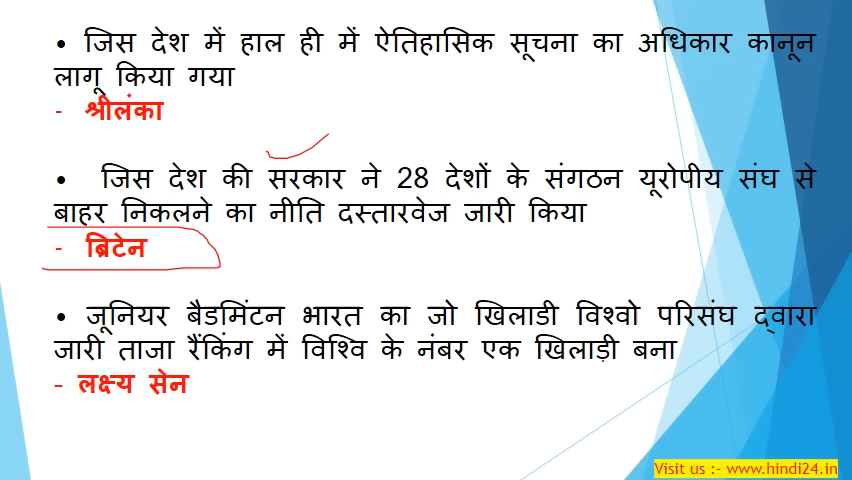 • जिस देश में हाल ही में ऐतिहासिक सूचना का अधिकार कानून
लागू किया गया
- श्रीलंका
• जिस देश की सरकार ने 28 देशों के संगठन यूरोपीय संघ से
बाहर निकलने का नीति दस्तारवेज जारी किया
- ब्रिटेन
• जूनियर बैडमिंटन भारत का जो खिलाडी विश्वो परिसंघ द्वारा
जारी ताजा रैंकिंग में विश्वि के नंबर एक खिलाड़ी बना
- लक्ष्य सेन
Visit us :- www.hindi24.in